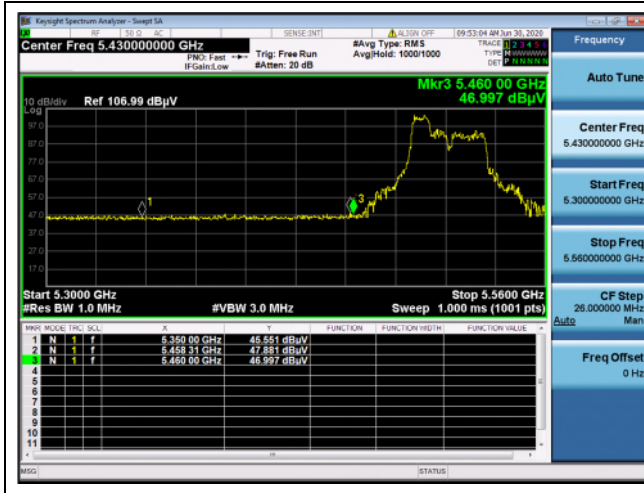 Keysight Spectrum Analyzer - Swept SA
RF 50 Ω AC SENSE:INT ALIGN OFF 09:53:04 AM Jun 30, 2020
Center Freq 5.430000000 GHz #Avg Type: RMS TRACE 1 2 3 4 5 6
PNO: Fast Trig: Free Run Avg|Hold: 1000/1000 TYPE M WWWWW
IFGain:Low #Atten: 20 dB DET P N N N N N
Mkr3 5.460 00 GHz
10 dB/div Ref 106.99 dBµV 46.997 dBµV
Log
97.0
87.0
77.0
67.0
57.0
47.0
37.0
27.0
17.0
1
3
Start 5.3000 GHz Stop 5.5600 GHz
#Res BW 1.0 MHz #VBW 3.0 MHz Sweep 1.000 ms (1001 pts)
MKR MODE TRC SCL X Y FUNCTION FUNCTION WIDTH FUNCTION VALUE
1 N 1 f 5.350 00 GHz 45.551 dBµV
2 N 1 f 5.458 31 GHz 47.881 dBµV
3 N 1 f 5.460 00 GHz 46.997 dBµV
4
5
6
7
8
9
10
11
MSG STATUS
Frequency
Auto Tune
Center Freq
5.430000000 GHz
Start Freq
5.300000000 GHz
Stop Freq
5.560000000 GHz
CF Step
26.000000 MHz
Auto Man
Freq Offset
0 Hz